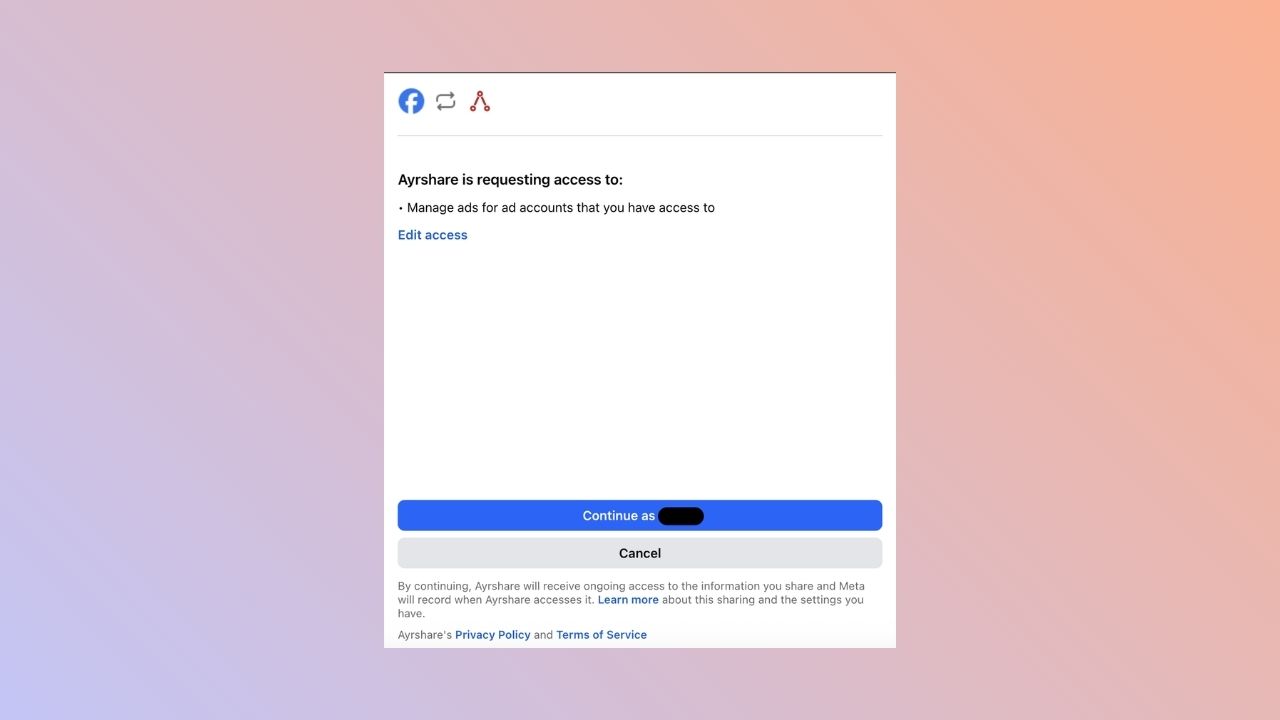 Ayrshare is requesting access to:
• Manage ads for ad accounts that you have access to
Edit access
Continue as
Cancel
By continuing, Ayrshare will receive ongoing access to the information you share and Meta
will record when Ayrshare accesses it. Learn more about this sharing and the settings you
have.
Ayrshare's Privacy Policy and Terms of Service